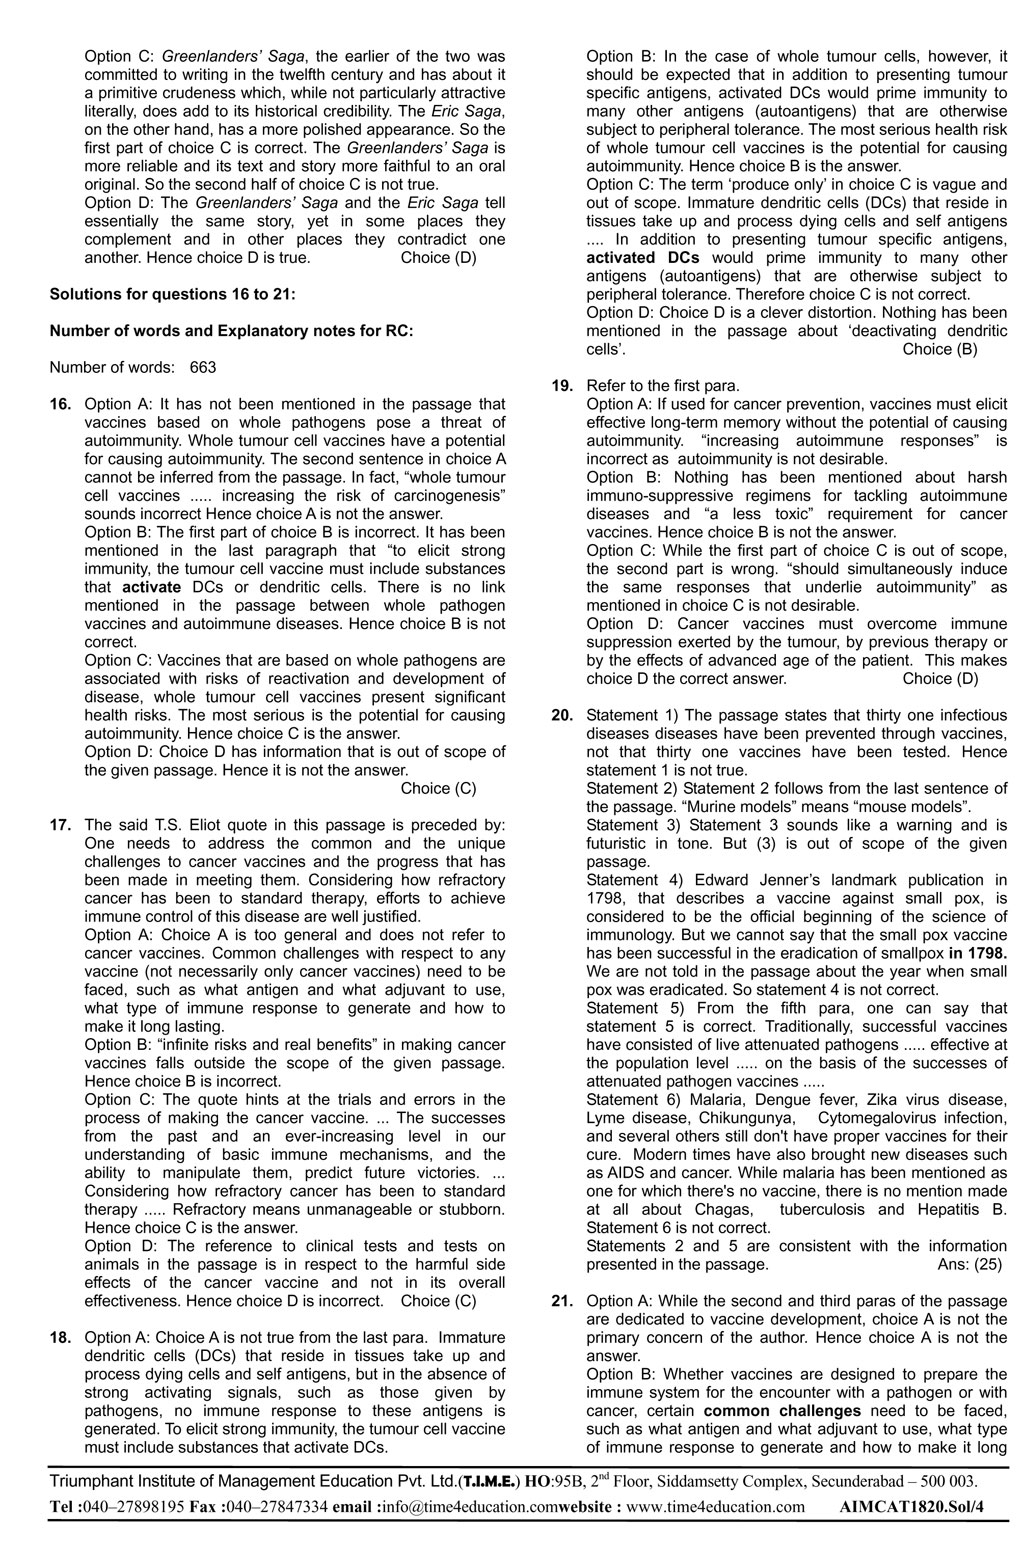 Option C: Greenlanders' Saga, the earlier of the two was
committed to writing in the twelfth century and has about it
a primitive crudeness which, while not particularly attractive
literally, does add to its historical credibility. The Eric Saga,
on the other hand, has a more polished appearance. So the
first part of choice C is correct. The Greenlanders' Saga is
more reliable and its text and story more faithful to an oral
original. So the second half of choice C is not true.
Option D: The Greenlanders' Saga and the Eric Saga tell
essentially the same story, yet in some places they
complement and in other places they contradict one
another. Hence choice D is true. Choice (D)
Solutions for questions 16 to 21:
Number of words and Explanatory notes for RC:
Number of words: 663
16. Option A: It has not been mentioned in the passage that
vaccines based on whole pathogens pose a threat of
autoimmunity. Whole tumour cell vaccines have a potential
for causing autoimmunity. The second sentence in choice A
cannot be inferred from the passage. In fact, "whole tumour
cell vaccines ..... increasing the risk of carcinogenesis"
sounds incorrect Hence choice A is not the answer.
Option B: The first part of choice B is incorrect. It has been
mentioned in the last paragraph that "to elicit strong
immunity, the tumour cell vaccine must include substances
that activate DCs or dendritic cells. There is no link
mentioned in the passage between whole pathogen
vaccines and autoimmune diseases. Hence choice B is not
correct.
Option C: Vaccines that are based on whole pathogens are
associated with risks of reactivation and development of
disease, whole tumour cell vaccines present significant
health risks. The most serious is the potential for causing
autoimmunity. Hence choice C is the answer.
Option D: Choice D has information that is out of scope of
the given passage. Hence it is not the answer.
Choice (C)
17. The said T.S. Eliot quote in this passage is preceded by:
One needs to address the common and the unique
challenges to cancer vaccines and the progress that has
been made in meeting them. Considering how refractory
cancer has been to standard therapy, efforts to achieve
immune control of this disease are well justified.
Option A: Choice A is too general and does not refer to
cancer vaccines. Common challenges with respect to any
vaccine (not necessarily only cancer vaccines) need to be
faced, such as what antigen and what adjuvant to use,
what type of immune response to generate and how to
make it long lasting.
Option B: "infinite risks and real benefits" in making cancer
vaccines falls outside the scope of the given passage.
Hence choice B is incorrect.
Option C: The quote hints at the trials and errors in the
process of making the cancer vaccine. ... The successes
from the past and an ever-increasing level in our
understanding of basic immune mechanisms, and the
ability to manipulate them, predict future victories. ...
Considering how refractory cancer has been to standard
therapy ..... Refractory means unmanageable or stubborn.
Hence choice C is the answer.
Option D: The reference to clinical tests and tests on
animals in the passage is in respect to the harmful side
effects of the cancer vaccine and not in its overall
effectiveness. Hence choice D is incorrect. Choice (C)
18. Option A: Choice A is not true from the last para. Immature
dendritic cells (DCs) that reside in tissues take up and
process dying cells and self antigens, but in the absence of
strong activating signals, such as those given by
pathogens, no immune response to these antigens is
generated. To elicit strong immunity, the tumour cell vaccine
must include substances that activate DCs.
Option B: In the case of whole tumour cells, however, it
should be expected that in addition to presenting tumour
specific antigens, activated DCs would prime immunity to
many other antigens (autoantigens) that are otherwise
subject to peripheral tolerance. The most serious health risk
of whole tumour cell vaccines is the potential for causing
autoimmunity. Hence choice B is the answer.
Option C: The term 'produce only' in choice C is vague and
out of scope. Immature dendritic cells (DCs) that reside in
tissues take up and process dying cells and self antigens
.... In addition to presenting tumour specific antigens,
activated DCs would prime immunity to many other
antigens (autoantigens) that are otherwise subject to
peripheral tolerance. Therefore choice C is not correct.
Option D: Choice D is a clever distortion. Nothing has been
mentioned in the passage about 'deactivating dendritic
cells'. Choice (B)
19. Refer to the first para.
Option A: If used for cancer prevention, vaccines must elicit
effective long-term memory without the potential of causing
autoimmunity. "increasing autoimmune responses" is
incorrect as autoimmunity is not desirable.
Option B: Nothing has been mentioned about harsh
immuno-suppressive regimens for tackling autoimmune
diseases and "a less toxic" requirement for cancer
vaccines. Hence choice B is not the answer.
Option C: While the first part of choice C is out of scope,
the second part is wrong. "should simultaneously induce
the same responses that underlie autoimmunity" as
mentioned in choice C is not desirable.
Option D: Cancer vaccines must overcome immune
suppression exerted by the tumour, by previous therapy or
by the effects of advanced age of the patient. This makes
choice D the correct answer. Choice (D)
20. Statement 1) The passage states that thirty one infectious
diseases diseases have been prevented through vaccines,
not that thirty one vaccines have been tested. Hence
statement 1 is not true.
Statement 2) Statement 2 follows from the last sentence of
the passage. "Murine models" means "mouse models".
Statement 3) Statement 3 sounds like a warning and is
futuristic in tone. But (3) is out of scope of the given
passage.
Statement 4) Edward Jenner's landmark publication in
1798, that describes a vaccine against small pox, is
considered to be the official beginning of the science of
immunology. But we cannot say that the small pox vaccine
has been successful in the eradication of smallpox in 1798.
We are not told in the passage about the year when small
pox was eradicated. So statement 4 is not correct.
Statement 5) From the fifth para, one can say that
statement 5 is correct. Traditionally, successful vaccines
have consisted of live attenuated pathogens ..... effective at
the population level ..... on the basis of the successes of
attenuated pathogen vaccines .....
Statement 6) Malaria, Dengue fever, Zika virus disease,
Lyme disease, Chikungunya, Cytomegalovirus infection,
and several others still don't have proper vaccines for their
cure. Modern times have also brought new diseases such
as AIDS and cancer. While malaria has been mentioned as
one for which there's no vaccine, there is no mention made
at all about Chagas, tuberculosis and Hepatitis B.
Statement 6 is not correct.
Statements 2 and 5 are consistent with the information
presented in the passage. Ans: (25)
21. Option A: While the second and third paras of the passage
are dedicated to vaccine development, choice A is not the
primary concern of the author. Hence choice A is not the
answer.
Option B: Whether vaccines are designed to prepare the
immune system for the encounter with a pathogen or with
cancer, certain common challenges need to be faced,
such as what antigen and what adjuvant to use, what type
of immune response to generate and how to make it long
Triumphant Institute of Management Education Pvt. Ltd.(T.I.M.E.) HO:95B, 2nd Floor, Siddamsetty Complex, Secunderabad – 500 003.
Tel :040–27898195 Fax :040–27847334 email :info@time4education.comwebsite : www.time4education.com AIMCAT1820.Sol/4